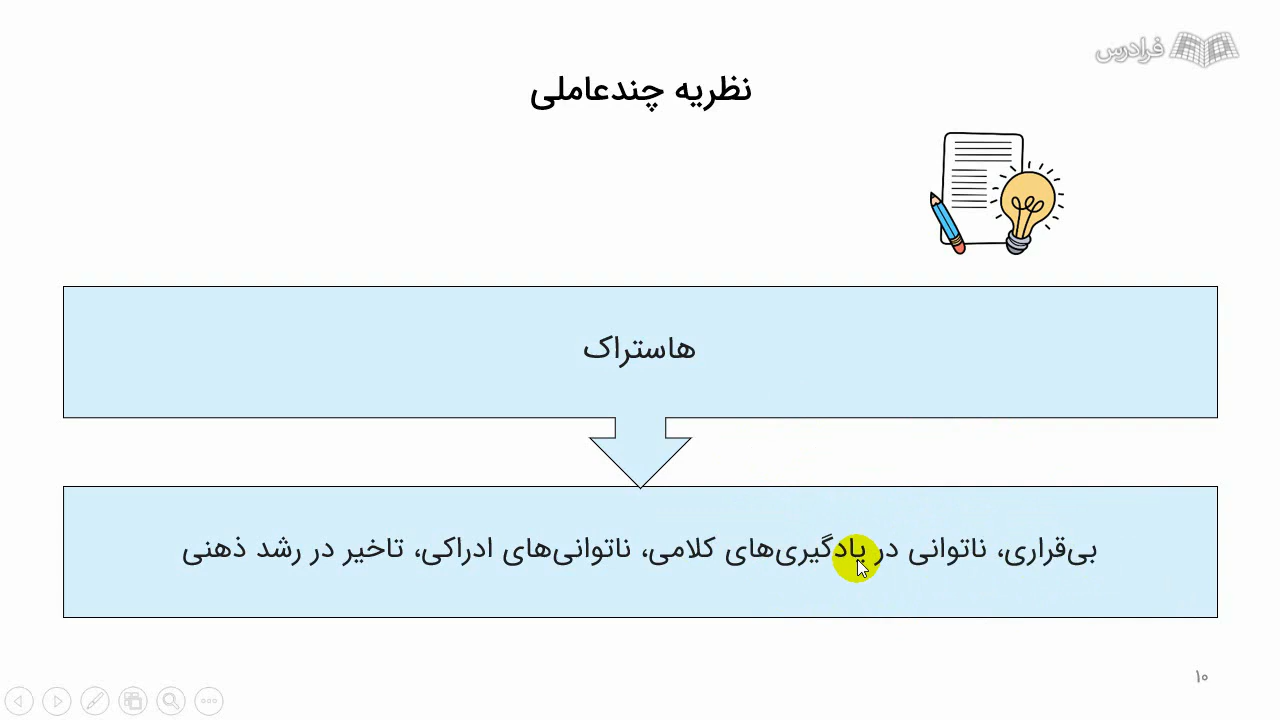 فرادرس
نظریه چندعاملی
هاستراک
بی‌قراری، ناتوانی در یادگیری‌های کلامی، ناتوانی‌های ادراکی، تاخیر در رشد ذهنی
۱۰